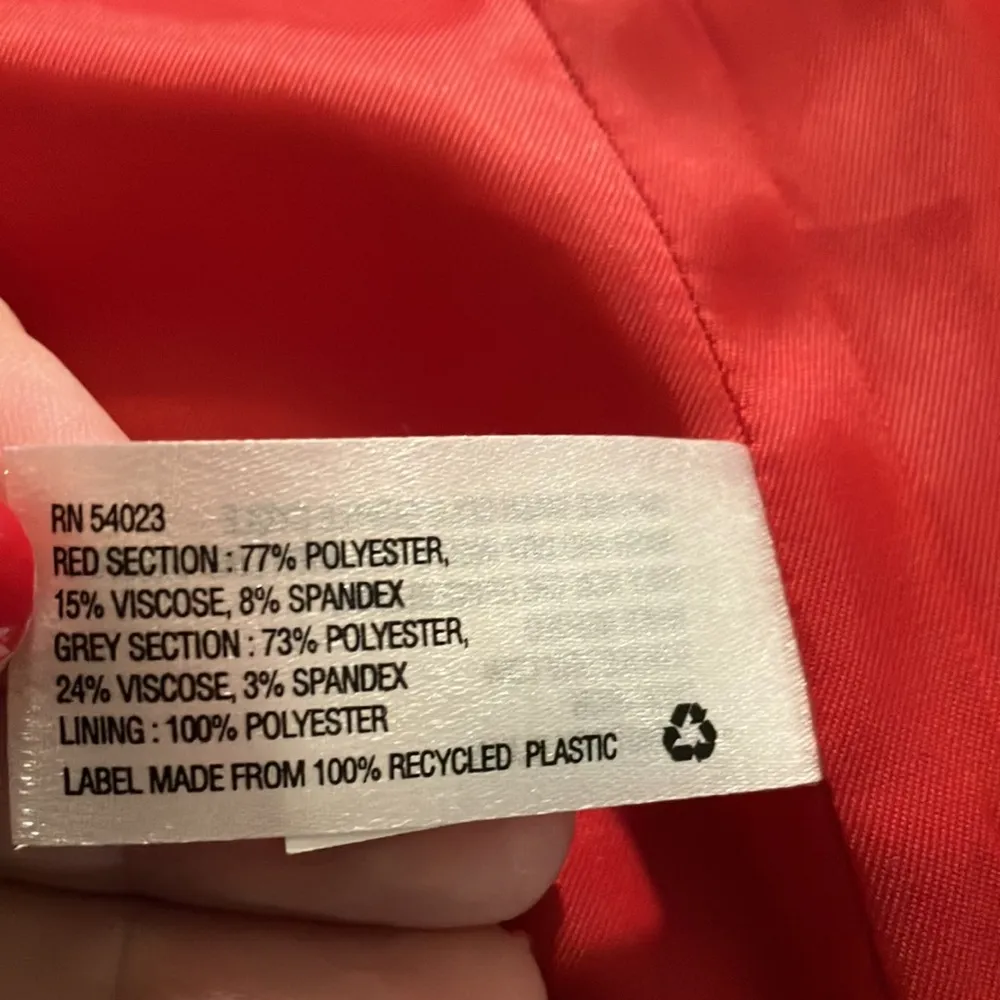 RN 54023
RED SECTION : 77% POLYESTER,
15% VISCOSE, 8% SPANDEX
GREY SECTION : 73% POLYESTER,
24% VISCOSE, 3% SPANDEX
LINING : 100% POLYESTER
LABEL MADE FROM 100% RECYCLED PLASTIC